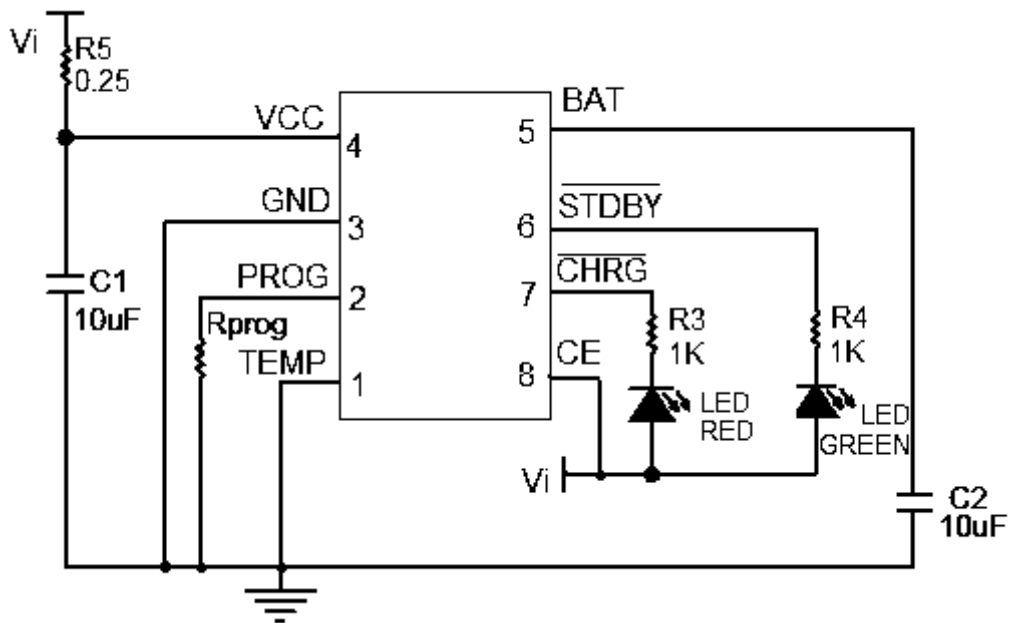 Vi
R5
0.25
VCC
4
GND
3
PROG
2
Rprog
TEMP
1
C1
10uF
BAT
5
STDBY
6
CHRG
7
CE
8
R3
1K
R4
1K
LED
RED
LED
GREEN
Vi
C2
10uF